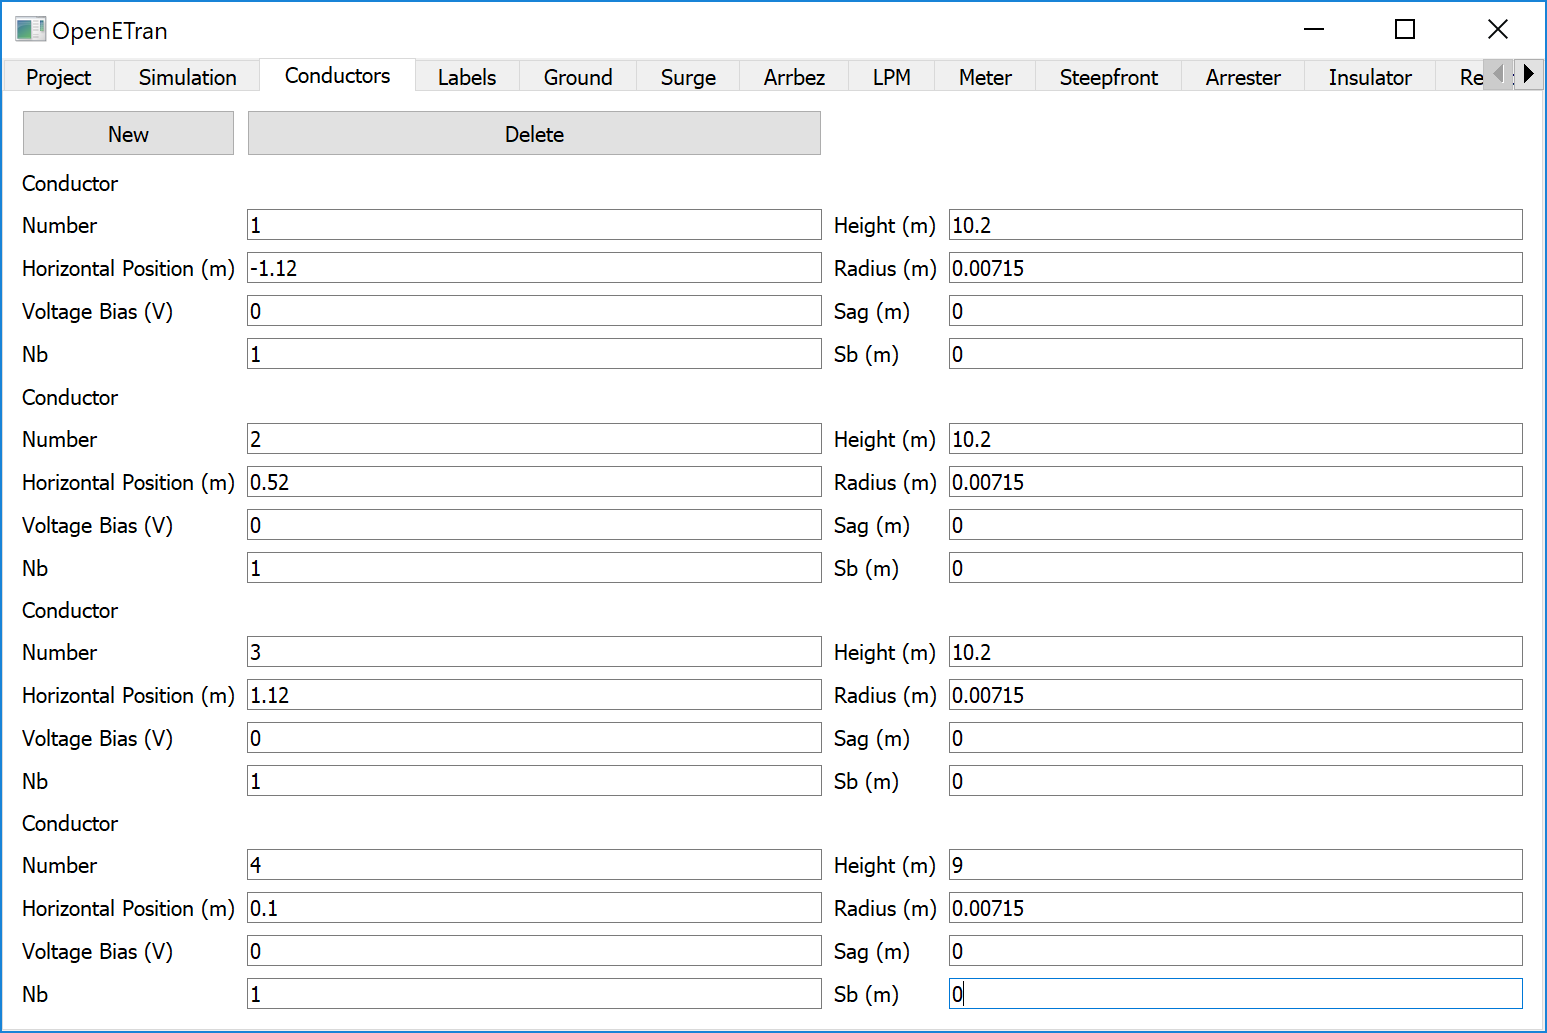 OpenETran
Project Simulation Conductors Labels Ground Surge Arrbez LPM Meter Steepfront Arrester Insulator Re
New Delete
Conductor
Number 1 Height (m) 10.2
Horizontal Position (m) -1.12 Radius (m) 0.00715
Voltage Bias (V) 0 Sag (m) 0
Nb 1 Sb (m) 0
Conductor
Number 2 Height (m) 10.2
Horizontal Position (m) 0.52 Radius (m) 0.00715
Voltage Bias (V) 0 Sag (m) 0
Nb 1 Sb (m) 0
Conductor
Number 3 Height (m) 10.2
Horizontal Position (m) 1.12 Radius (m) 0.00715
Voltage Bias (V) 0 Sag (m) 0
Nb 1 Sb (m) 0
Conductor
Number 4 Height (m) 9
Horizontal Position (m) 0.1 Radius (m) 0.00715
Voltage Bias (V) 0 Sag (m) 0
Nb 1 Sb (m) 0